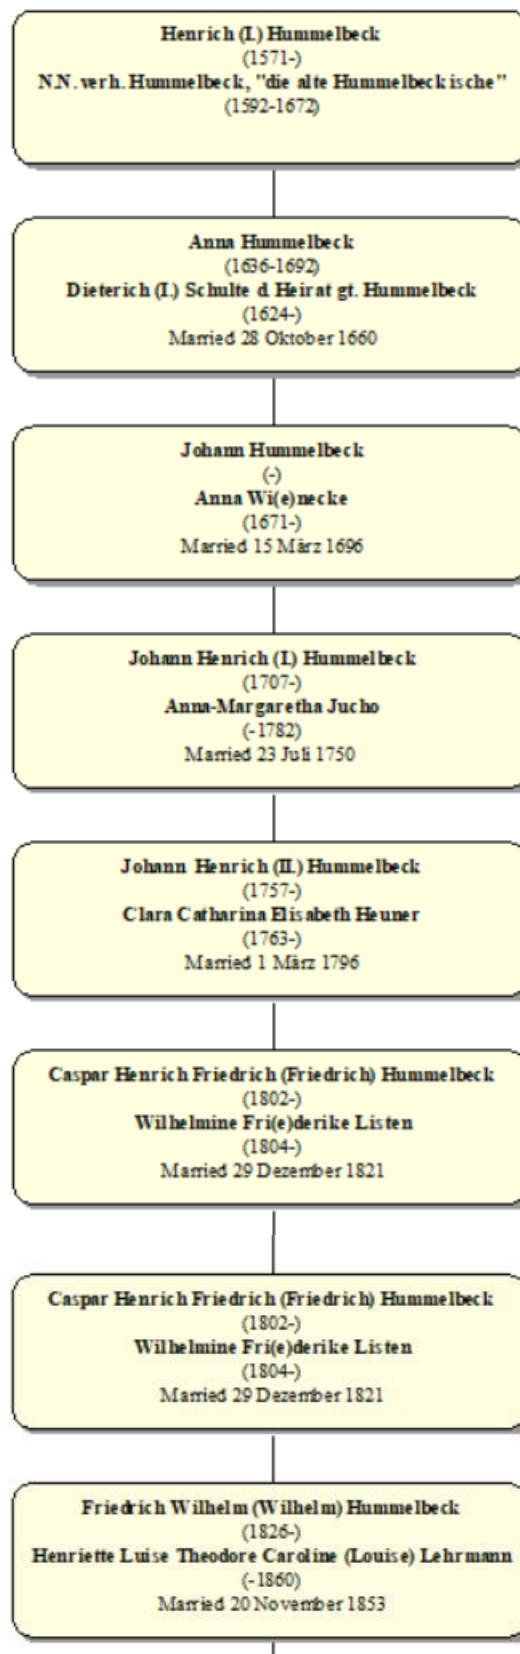 Henrich (I.) Hummelbeck
(1571-)
N.N. verh. Hummelbeck, "die alte Hummelbeckische"
(1592-1672)
Anna Hummelbeck
(1636-1692)
Dieterich (I.) Schulte d. Heirat gt. Hummelbeck
(1624-)
Married 28 Oktober 1660
Johann Hummelbeck
(-)
Anna Wi(e)necke
(1671-)
Married 15 März 1696
Johann Henrich (I.) Hummelbeck
(1707-)
Anna-Margaretha Jucho
(-1782)
Married 23 Juli 1750
Johann Henrich (II.) Hummelbeck
(1757-)
Clara Catharina Elisabeth Heuner
(1763-)
Married 1 März 1796
Caspar Henrich Friedrich (Friedrich) Hummelbeck
(1802-)
Wilhelmine Fri(e)derike Listen
(1804-)
Married 29 Dezember 1821
Caspar Henrich Friedrich (Friedrich) Hummelbeck
(1802-)
Wilhelmine Fri(e)derike Listen
(1804-)
Married 29 Dezember 1821
Friedrich Wilhelm (Wilhelm) Hummelbeck
(1826-)
Henriette Luise Theodore Caroline (Louise) Lehrmann
(-1860)
Married 20 November 1853